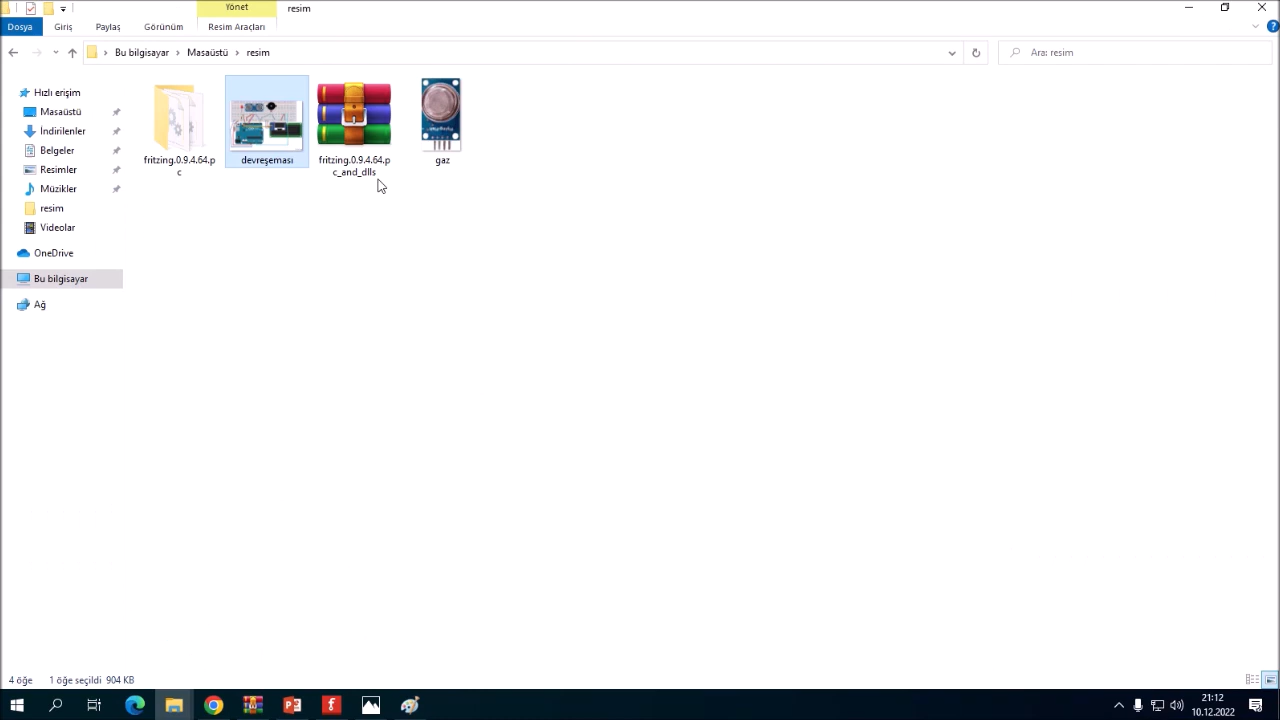 Yönet
resim
Dosya
Giriş
Paylaş
Görünüm
Resim Araçları
Bu bilgisayar
Masaüstü
resim
Ara: resim
Hızlı erişim
Masaüstü
İndirilenler
Belgeler
Resimler
Müzikler
resim
Videolar
OneDrive
Bu bilgisayar
Ağ
fritzing.0.9.4.64.p
c
devreşeması
fritzing.0.9.4.64.p
c_and_dlls
gaz
4 öğe
1 öğe seçildi 904 KB
21:12
10.12.2022